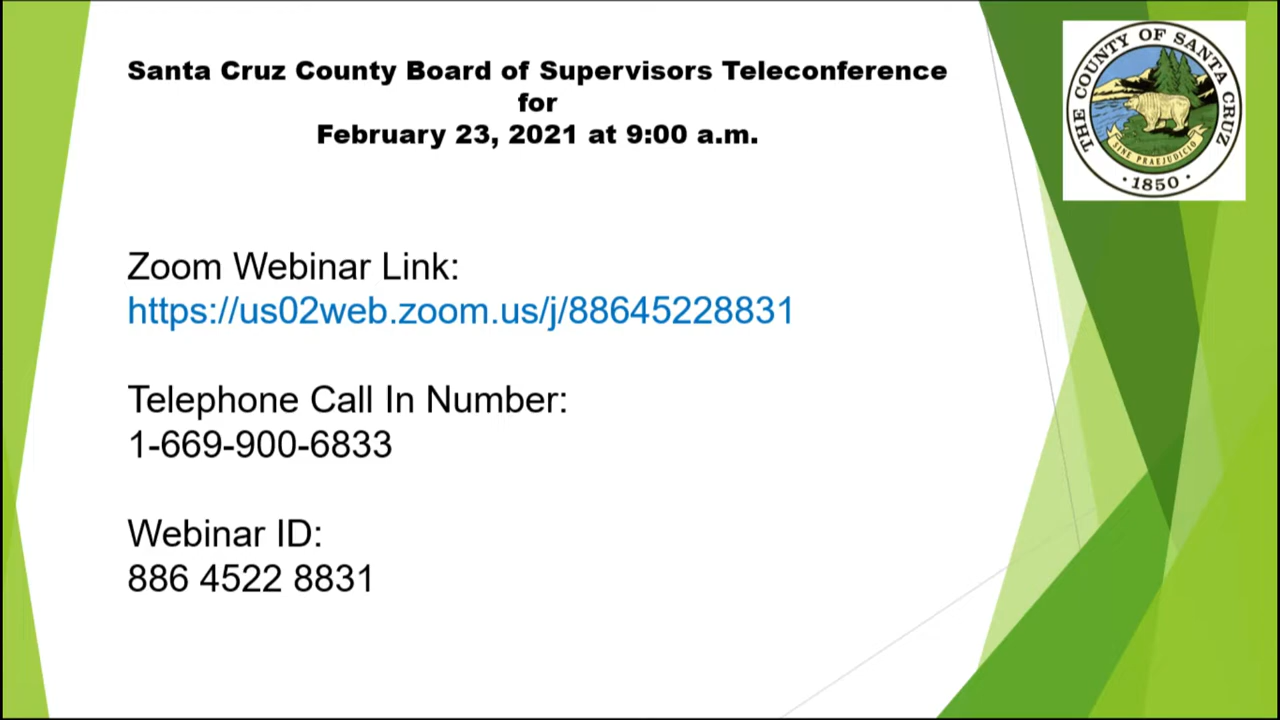 Santa Cruz County Board of Supervisors Teleconference
for
February 23, 2021 at 9:00 a.m.
THE COUNTY OF SANTA CRUZ
SINE PRAEJUDICIO
· 1850 ·
Zoom Webinar Link:
https://us02web.zoom.us/j/88645228831
Telephone Call In Number:
1-669-900-6833
Webinar ID:
886 4522 8831